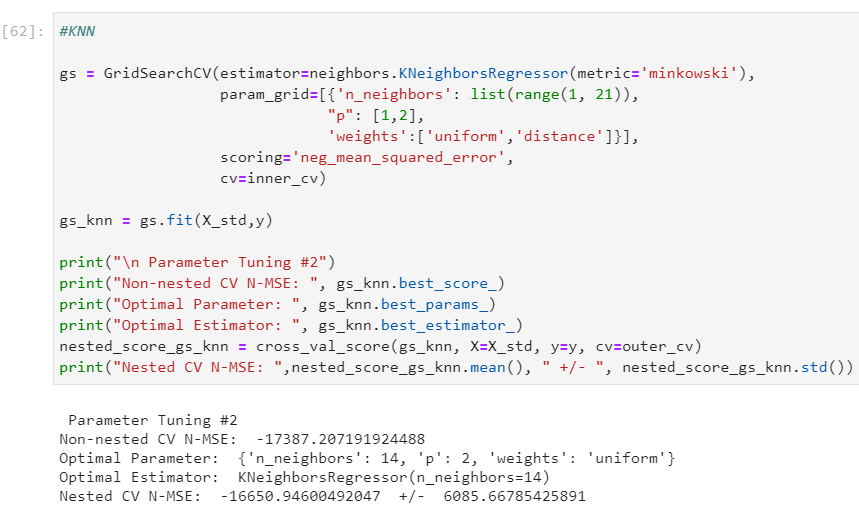 [62]: #KNN
gs = GridSearchCV(estimator=neighbors.KNeighborsRegressor(metric='minkowski'),
param_grid=[{'n_neighbors': list(range(1, 21)),
"p": [1,2],
'weights':['uniform','distance']}],
scoring='neg_mean_squared_error',
cv=inner_cv)
gs_knn = gs.fit(X_std,y)
print("\n Parameter Tuning #2")
print("Non-nested CV N-MSE: ", gs_knn.best_score_)
print("Optimal Parameter: ", gs_knn.best_params_)
print("Optimal Estimator: ", gs_knn.best_estimator_)
nested_score_gs_knn = cross_val_score(gs_knn, X=X_std, y=y, cv=outer_cv)
print("Nested CV N-MSE: ",nested_score_gs_knn.mean(), " +/- ", nested_score_gs_knn.std())
Parameter Tuning #2
Non-nested CV N-MSE:  -17387.207191924488
Optimal Parameter:  {'n_neighbors': 14, 'p': 2, 'weights': 'uniform'}
Optimal Estimator:  KNeighborsRegressor(n_neighbors=14)
Nested CV N-MSE:  -16650.94600492047  +/-  6085.66785425891